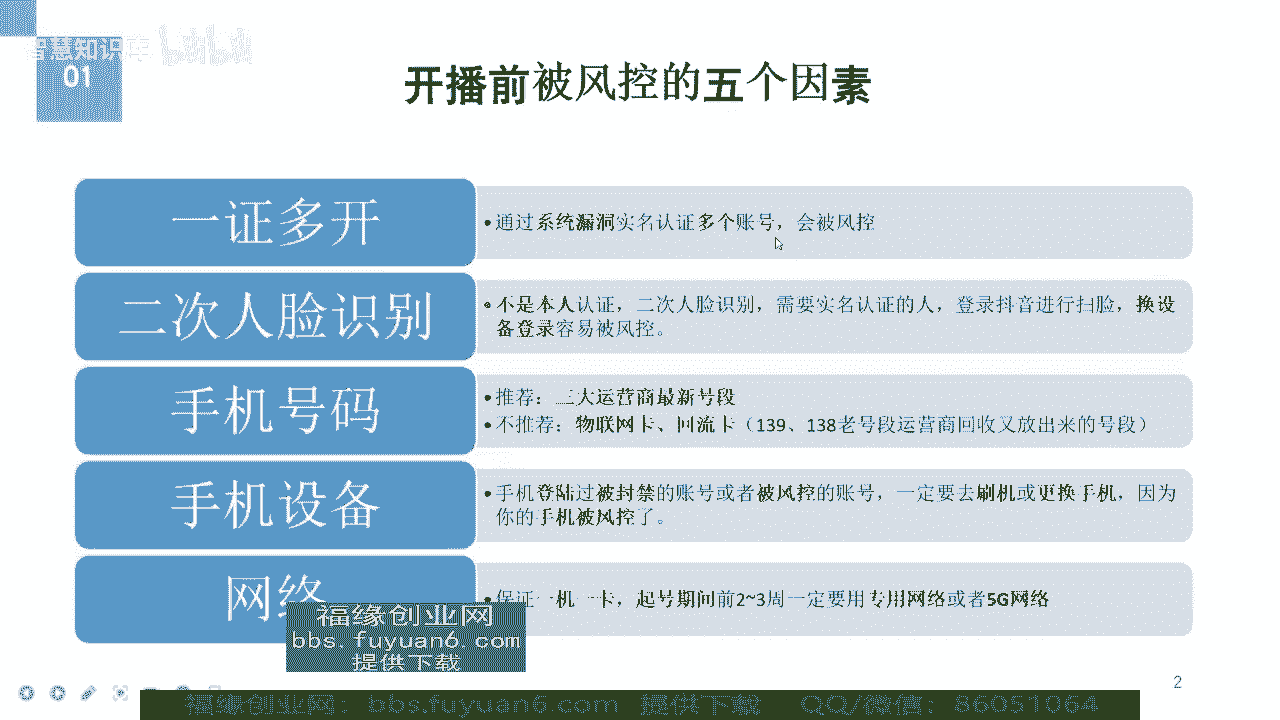 智慧知识库 bilibili
01
开播前被风控的五个因素
一证多开
•通过系统漏洞实名认证多个账号，会被风控
二次人脸识别
•不是本人认证，二次人脸识别，需要实名认证的人，登录抖音进行扫脸，换设
备登录容易被风控。
手机号码
•推荐：三大运营商最新号段
•不推荐：物联网卡、回流卡（139、138老号段运营商回收又放出来的号段）
手机设备
•手机登陆过被封禁的账号或者被风控的账号，一定要去刷机或更换手机，因为
你的手机被风控了。
网络
•保证一机一卡，起号期间前2~3周一定要用专用网络或者5G网络
福缘创业网
bbs.fuyuan6.com
提供下载
2
福缘创业网：bbs.fuyuan6.com 提供下载 QQ/微信：86051064